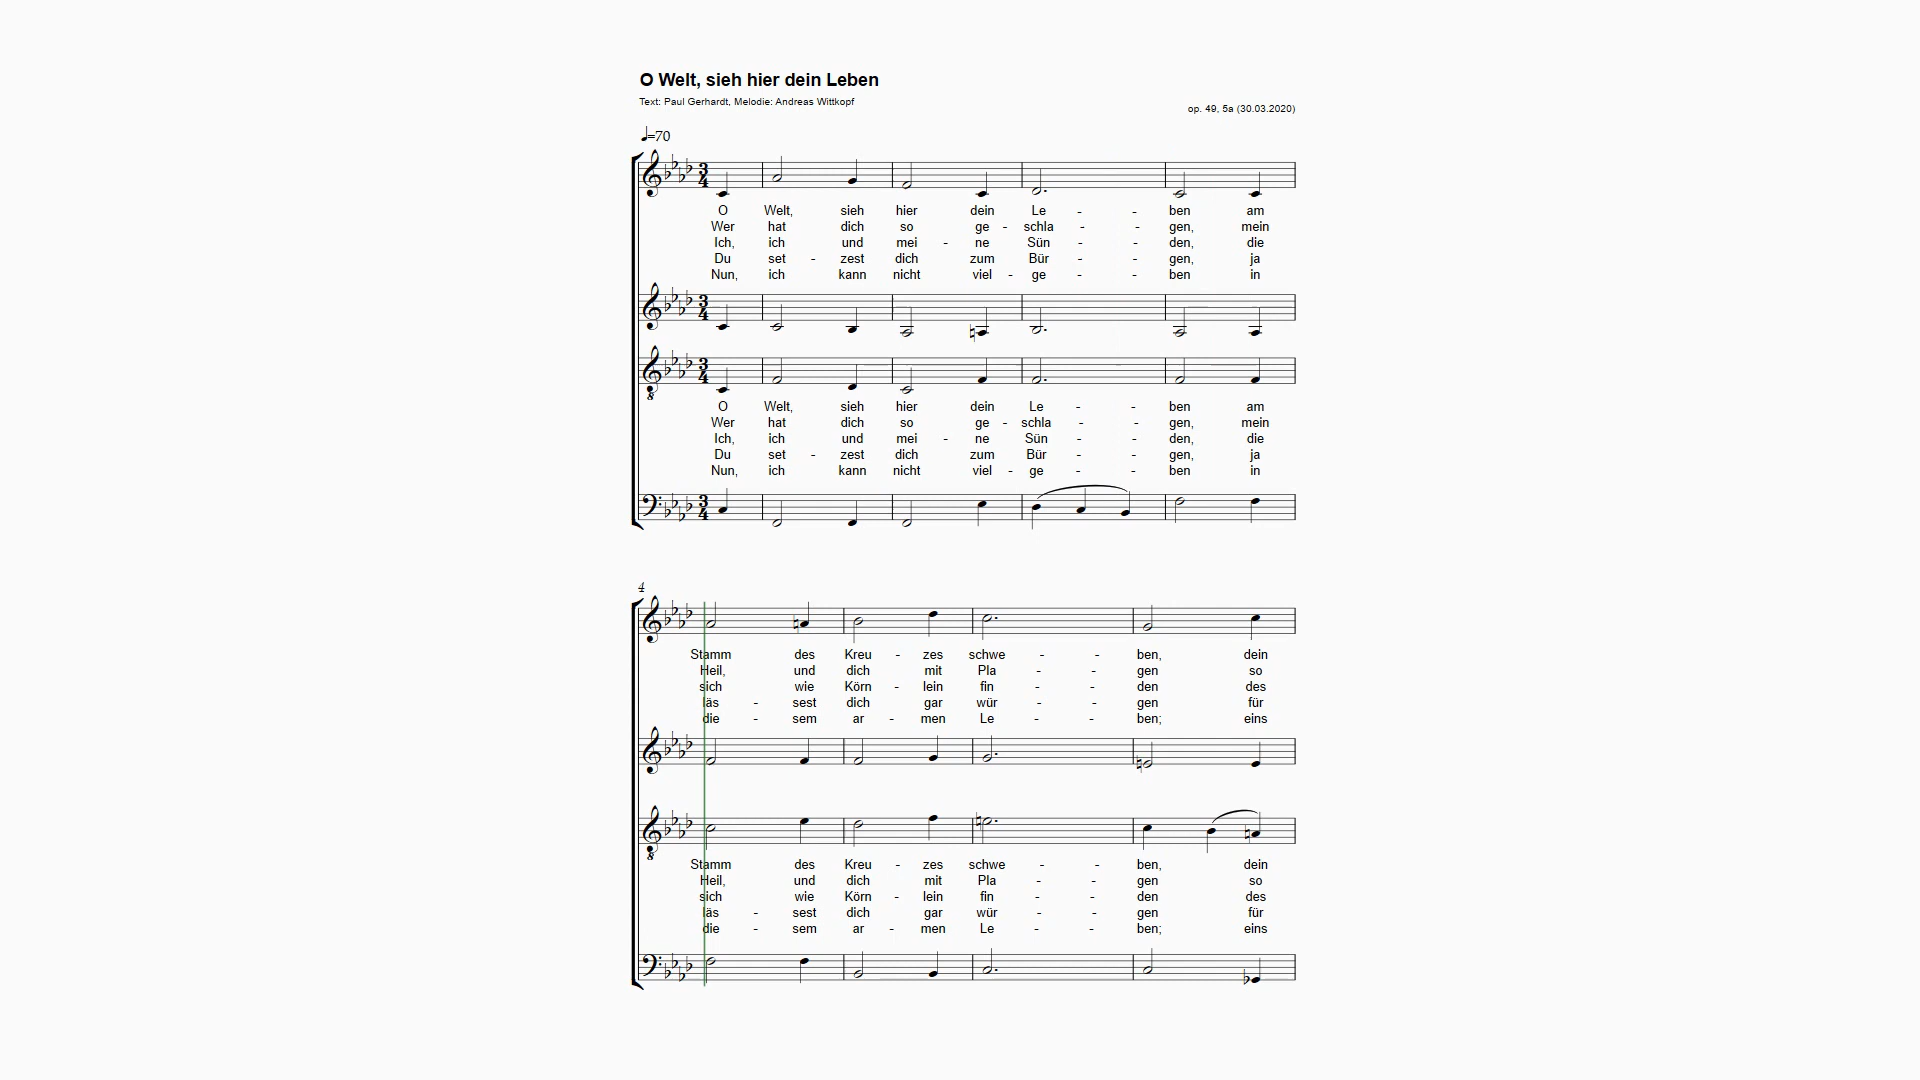 O Welt, sieh hier dein Leben
Text: Paul Gerhardt, Melodie: Andreas Wittkopf
op. 49, 5a (30.03.2020)
♩=70
O Welt, sieh hier dein Le - - ben am
Wer hat dich so ge - schla - - gen, mein
Ich, ich und mei - ne Sün - - den, die
Du set - zest dich zum Bür - - gen, ja
Nun, ich kann nicht viel - ge - - ben in
O Welt, sieh hier dein Le - - ben am
Wer hat dich so ge - schla - - gen, mein
Ich, ich und mei - ne Sün - - den, die
Du set - zest dich zum Bür - - gen, ja
Nun, ich kann nicht viel - ge - - ben in
4
Stamm des Kreu - zes schwe - - ben, dein
Heil, und dich mit Pla - - gen so
sich wie Körn - lein fin - - den des
läs - sest dich gar wür - - gen für
die - sem ar - men Le - - ben; eins
Stamm des Kreu - zes schwe - - ben, dein
Heil, und dich mit Pla - - gen so
sich wie Körn - lein fin - - den des
läs - sest dich gar wür - - gen für
die - sem ar - men Le - - ben; eins